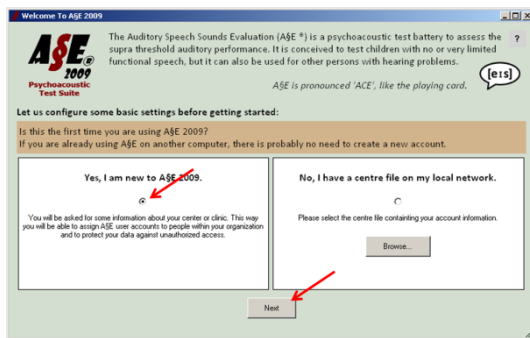 Welcome To A§E 2009
A§E®
2009
Psychoacoustic
Test Suite
The Auditory Speech Sounds Evaluation (A§E ®) is a psychoacoustic test battery to assess the
supra threshold auditory performance. It is conceived to test children with no or very limited
functional speech, but it can also be used for other persons with hearing problems.
?
[eɪs]
A§E is pronounced 'ACE', like the playing card.
Let us configure some basic settings before getting started:
Is this the first time you are using A§E 2009?
If you are already using A§E on another computer, there is probably no need to create a new account.
Yes, I am new to A§E 2009.
You will be asked for some information about your center or clinic. This way
you will be able to assign A§E user accounts to people within your organization
and to protect your data against unauthorized access.
No, I have a centre file on my local network.
Please select the centre file containting your account information.
Browse...
Next